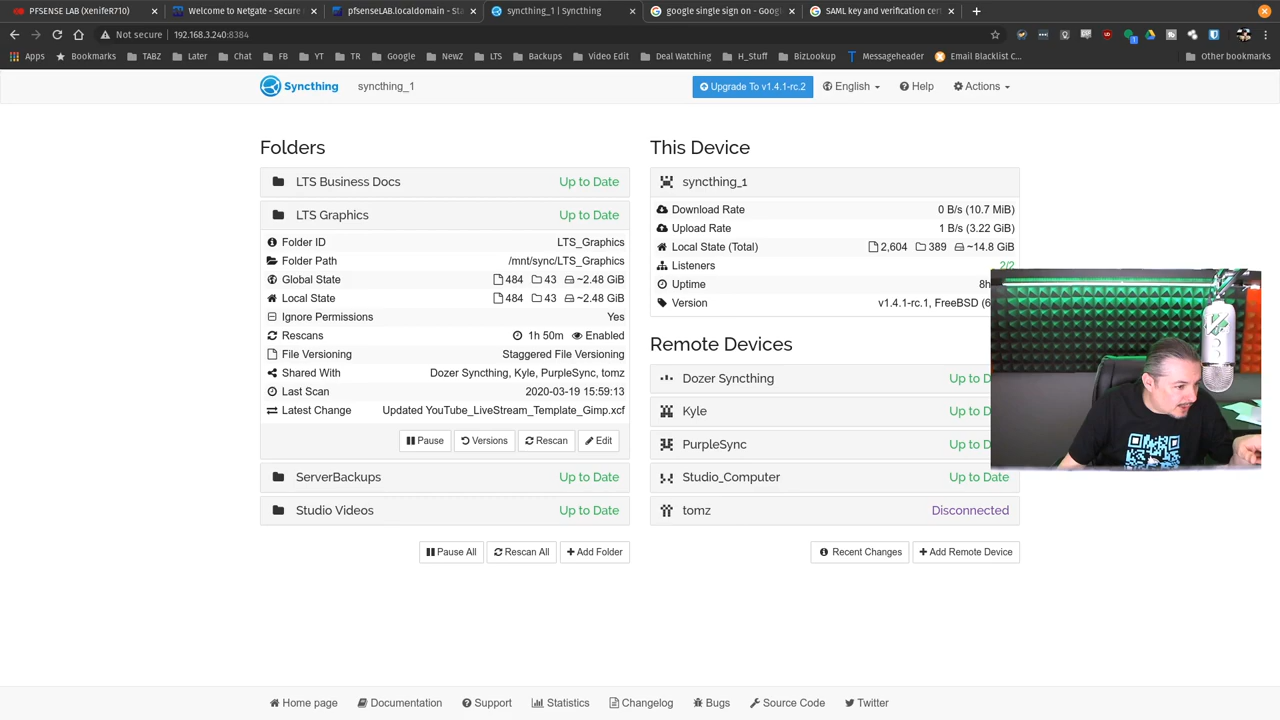 PFSENSE LAB (XenifeR710)
Welcome to Netgate - Secure
pfsenseLAB.localdomain - Sta
syncthing_1 | Syncthing
google single sign on - Goog
SAML key and verification cer
Not secure | 192.168.3.240:8384
Apps
Bookmarks
TABZ
Later
Chat
FB
YT
TR
Google
NewZ
LTS
Backups
Video Edit
Deal Watching
H_Stuff
BizLookup
Messageheader
Email Blacklist C...
Other bookmarks
Syncthing
syncthing_1
Upgrade To v1.4.1-rc.2
English
Help
Actions
Folders
LTS Business Docs Up to Date
LTS Graphics Up to Date
Folder ID LTS_Graphics
Folder Path /mnt/sync/LTS_Graphics
Global State 484 43 ~2.48 GiB
Local State 484 43 ~2.48 GiB
Ignore Permissions Yes
Rescans 1h 50m Enabled
File Versioning Staggered File Versioning
Shared With Dozer Syncthing, Kyle, PurpleSync, tomz
Last Scan 2020-03-19 15:59:13
Latest Change Updated YouTube_LiveStream_Template_Gimp.xcf
Pause Versions Rescan Edit
ServerBackups Up to Date
Studio Videos Up to Date
Pause All Rescan All + Add Folder
This Device
syncthing_1
Download Rate 0 B/s (10.7 MiB)
Upload Rate 1 B/s (3.22 GiB)
Local State (Total) 2,604 389 ~14.8 GiB
Listeners 2/2
Uptime 8h
Version v1.4.1-rc.1, FreeBSD (6
Remote Devices
Dozer Syncthing Up to D
Kyle Up to D
PurpleSync Up to D
Studio_Computer Up to Date
tomz Disconnected
Recent Changes + Add Remote Device
Home page Documentation Support Statistics Changelog Bugs Source Code Twitter